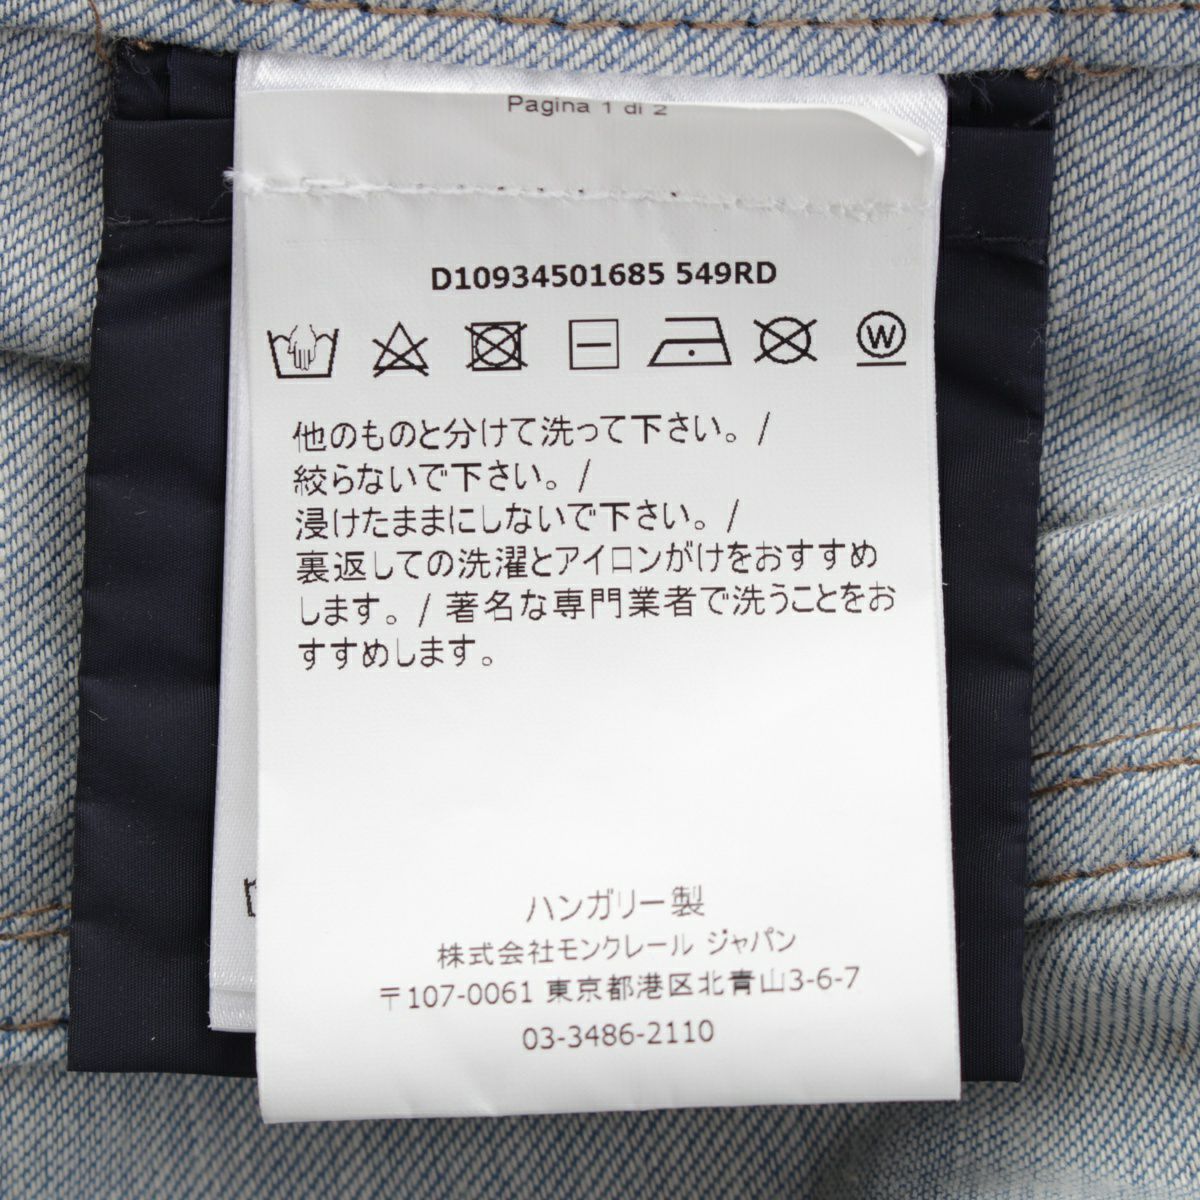 Pagina 1 di 2
D10934501685 549RD
W
他のものと分けて洗って下さい。/
絞らないで下さい。/
浸けたままにしないで下さい。/
裏返しての洗濯とアイロンがけをおすすめ
します。/ 著名な専門業者で洗うことをお
すすめします。
ハンガリー製
株式会社モンクレール ジャパン
〒107-0061 東京都港区北青山3-6-7
03-3486-2110